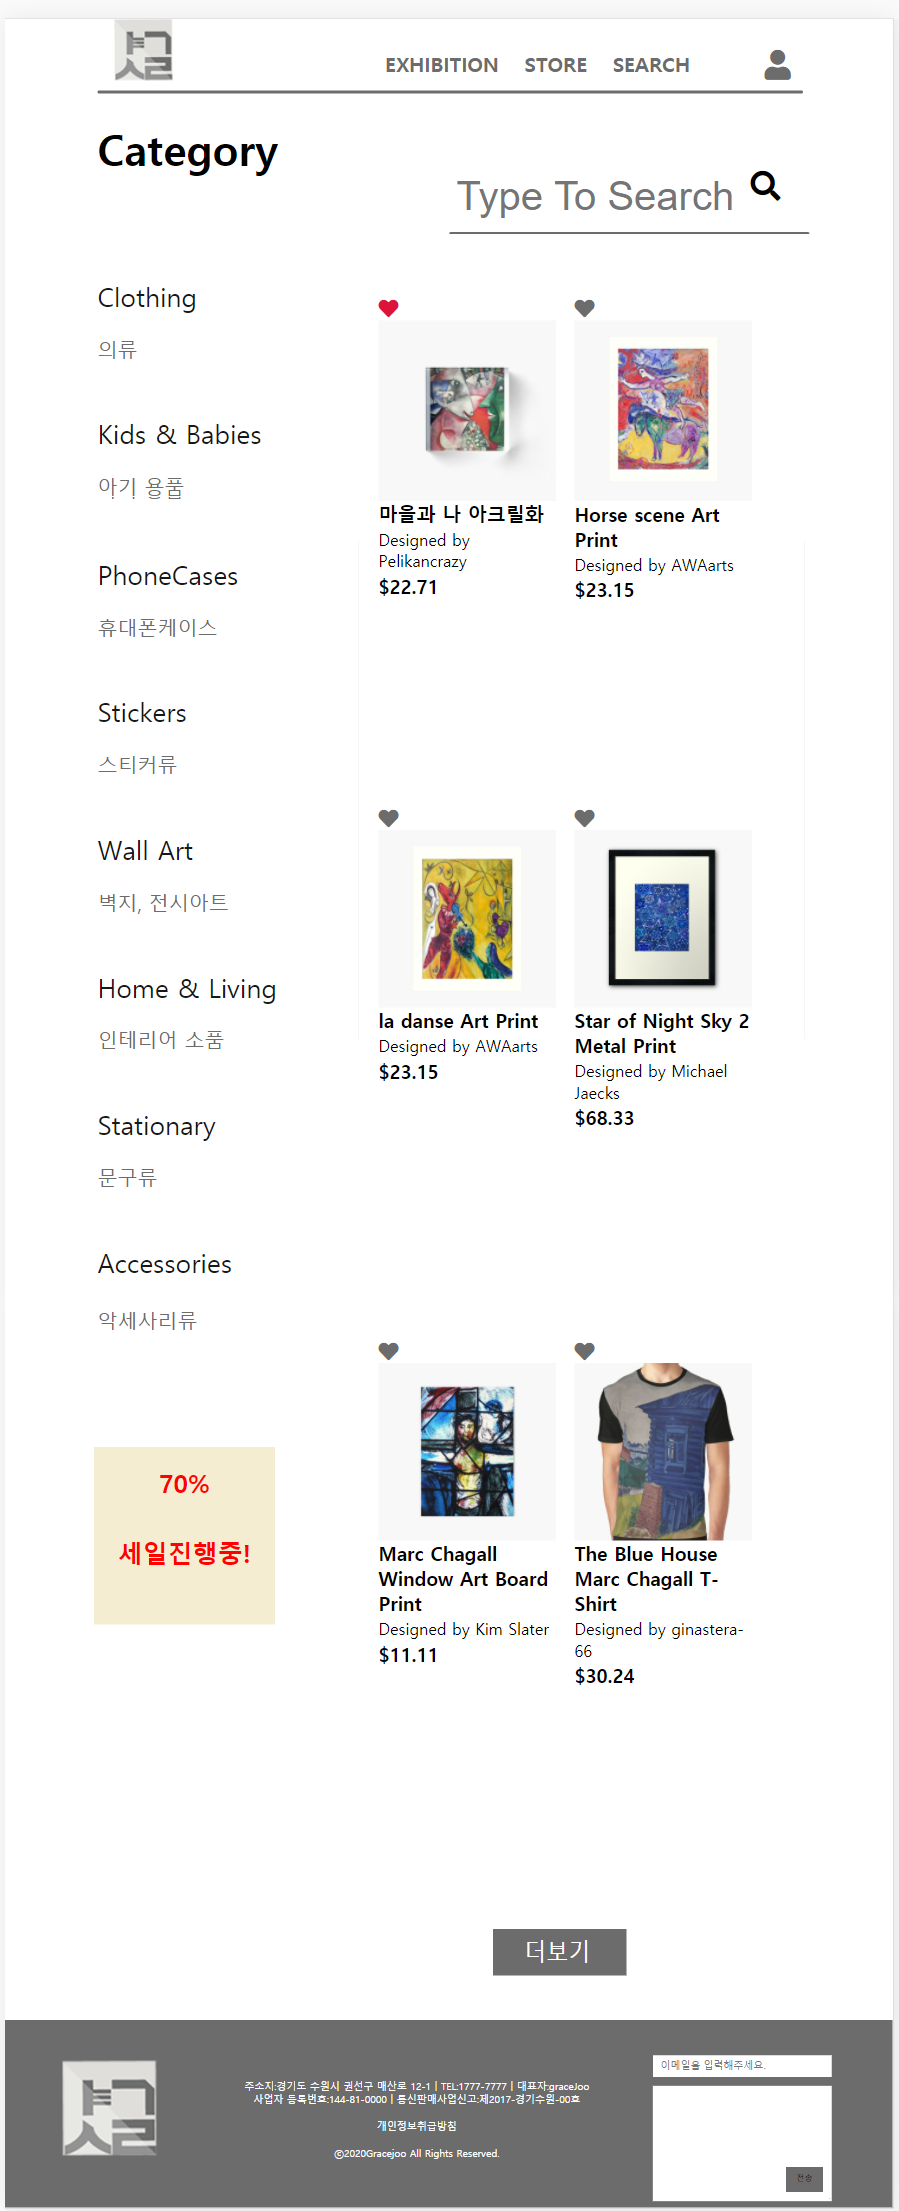 EXHIBITION STORE SEARCH
Category
Type To Search
Clothing
의류
Kids & Babies
아기 용품
PhoneCases
휴대폰케이스
Stickers
스티커류
Wall Art
벽지, 전시아트
Home & Living
인테리어 소품
Stationary
문구류
Accessories
악세사리류
70%
세일진행중!
마을과 나 아크릴화
Designed by
Pelikancrazy
$22.71
Horse scene Art
Print
Designed by AWAarts
$23.15
la danse Art Print
Designed by AWAarts
$23.15
Star of Night Sky 2
Metal Print
Designed by Michael
Jaecks
$68.33
Marc Chagall
Window Art Board
Print
Designed by Kim Slater
$11.11
The Blue House
Marc Chagall T-
Shirt
Designed by ginastera-
66
$30.24
더보기
주소지:경기도 수원시 권선구 매산로 12-1 | TEL:1777-7777 | 대표자:graceJoo
사업자 등록번호:144-81-0000 | 통신판매사업신고:제2017-경기수원-00호
개인정보취급방침
©2020Gracejoo All Rights Reserved.
이메일을 입력해주세요.
전송